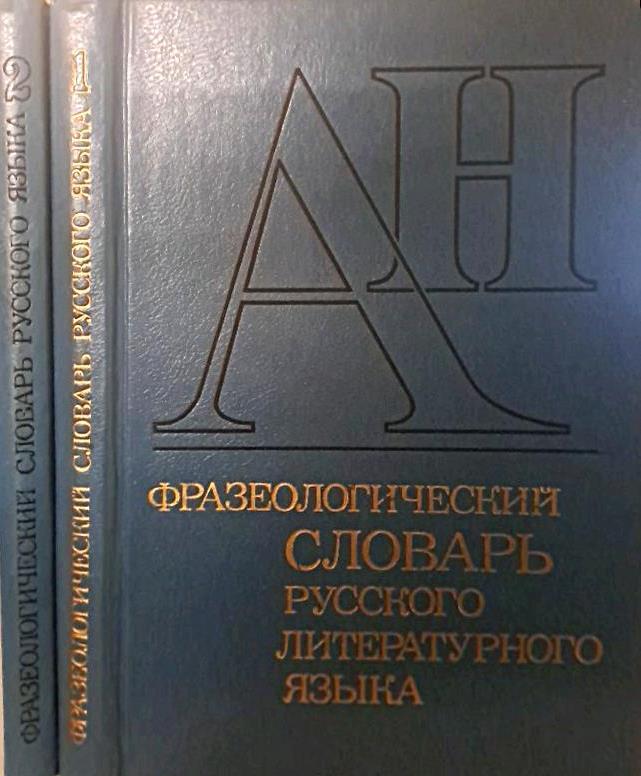 ФРАЗЕОЛОГИЧЕСКИЙ СЛОВАРЬ РУССКОГО ЯЗЫКА 2
ФРАЗЕОЛОГИЧЕСКИЙ СЛОВАРЬ РУССКОГО ЯЗЫКА 1
АН
ФРАЗЕОЛОГИЧЕСКИЙ
СЛОВАРЬ
РУССКОГО
ЛИТЕРАТУРНОГО
ЯЗЫКА